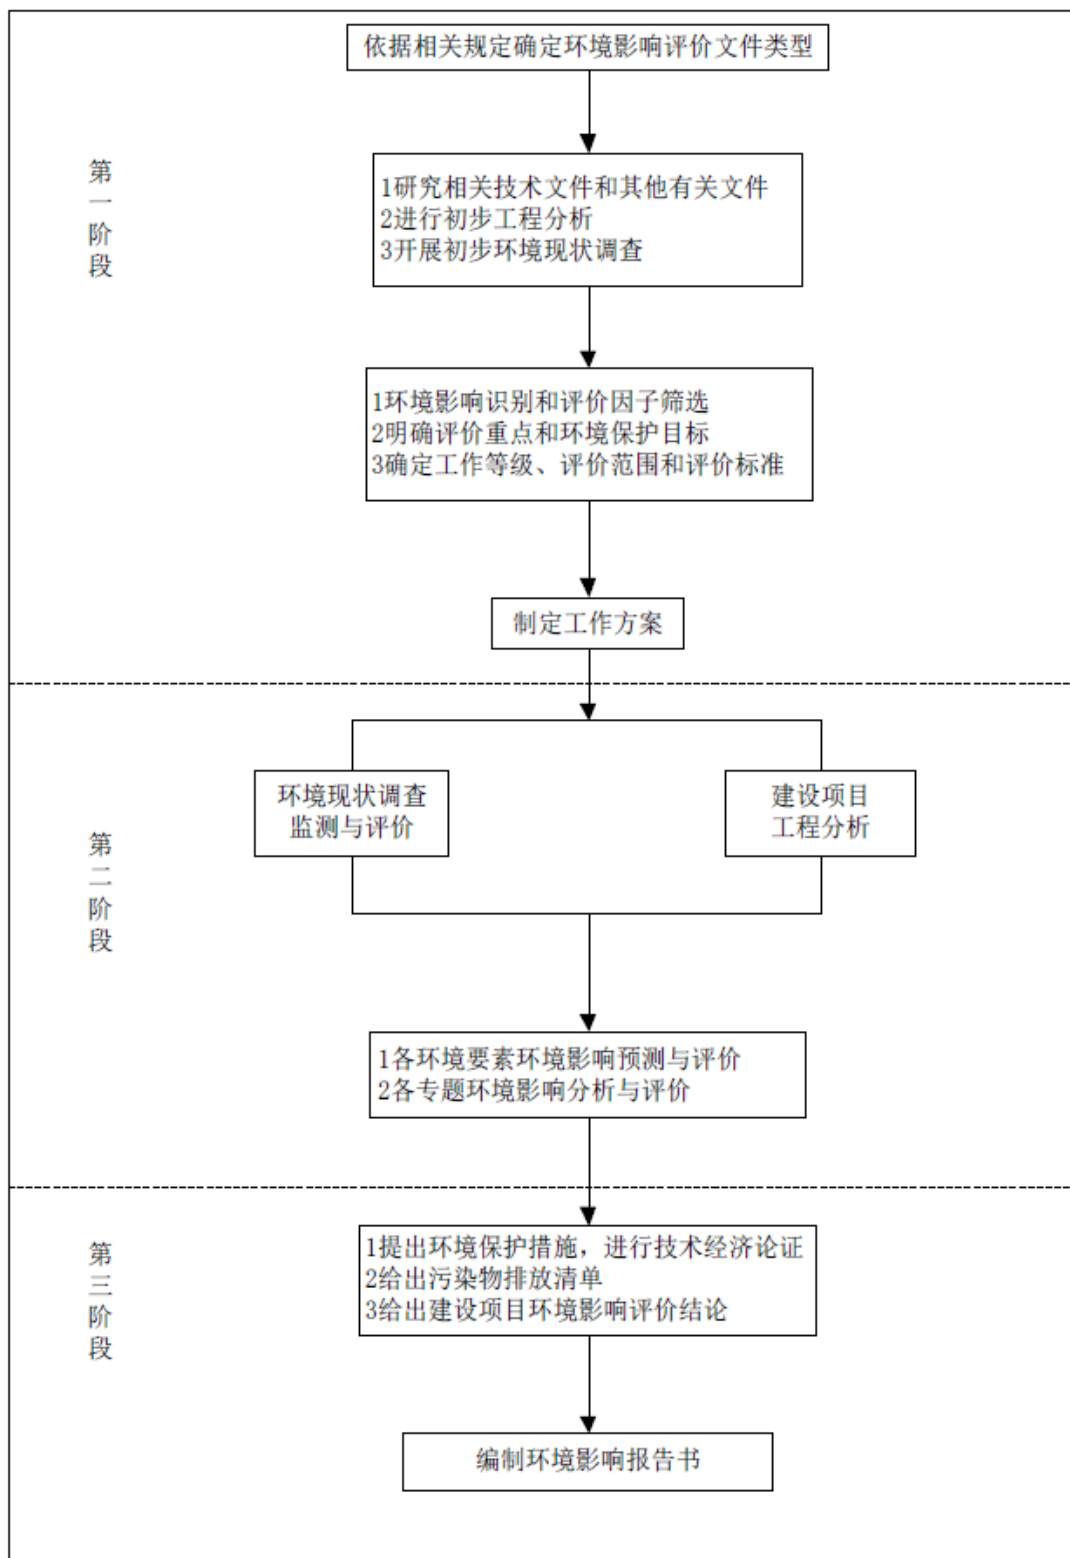 依据相关规定确定环境影响评价文件类型
第一阶段
1研究相关技术文件和其他有关文件
2进行初步工程分析
3开展初步环境现状调查
1环境影响识别和评价因子筛选
2明确评价重点和环境保护目标
3确定工作等级、评价范围和评价标准
制定工作方案
第二阶段
环境现状调查
监测与评价
建设项目
工程分析
1各环境要素环境影响预测与评价
2各专题环境影响分析与评价
第三阶段
1提出环境保护措施，进行技术经济论证
2给出污染物排放清单
3给出建设项目环境影响评价结论
编制环境影响报告书